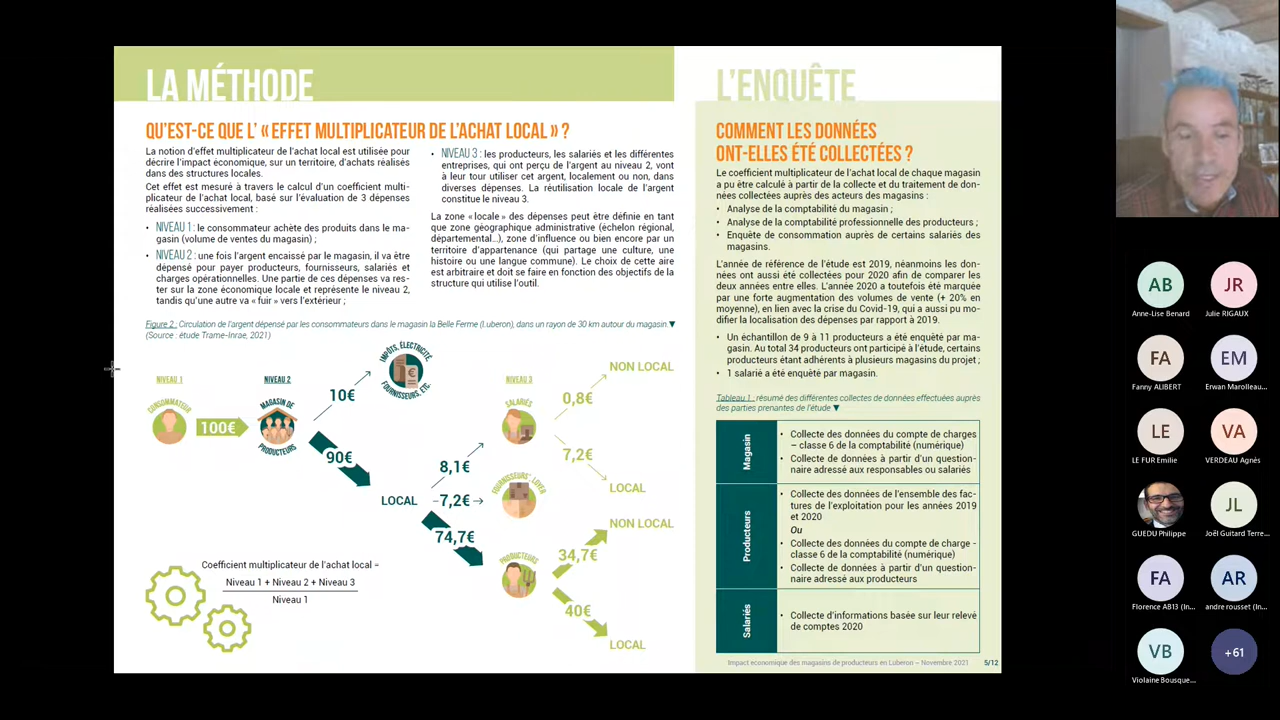 LA MÉTHODE
QU'EST-CE QUE L' « EFFET MULTIPLICATEUR DE L'ACHAT LOCAL » ?
La notion d'effet multiplicateur de l'achat local est utilisée pour
décrire l'impact économique, sur un territoire, d'achats réalisés
dans des structures locales.
Cet effet est mesuré à travers le calcul d'un coefficient multi-
plicateur de l'achat local, basé sur l'évaluation de 3 dépenses
réalisées successivement :
• NIVEAU 1 : le consommateur achète des produits dans le ma-
gasin (volume de ventes du magasin) ;
• NIVEAU 2 : une fois l'argent encaissé par le magasin, il va être
dépensé pour payer producteurs, fournisseurs, salariés et
charges opérationnelles. Une partie de ces dépenses va res-
ter sur la zone économique locale et représente le niveau 2,
tandis qu'une autre va « fuir » vers l'extérieur ;
• NIVEAU 3 : les producteurs, les salariés et les différentes
entreprises, qui ont perçu de l'argent au niveau 2, vont
à leur tour utiliser cet argent, localement ou non, dans
diverses dépenses. La réutilisation locale de l'argent
constitue le niveau 3.
La zone « locale » des dépenses peut être définie en tant
que zone géographique administrative (échelon régional,
départemental...), zone d'influence ou bien encore par un
territoire d'appartenance (qui partage une culture, une
histoire ou une langue commune). Le choix de cette aire
est arbitraire et doit se faire en fonction des objectifs de la
structure qui utilise l'outil.
Figure 2 : Circulation de l'argent dépensé par les consommateurs dans le magasin la Belle Ferme (Luberon), dans un rayon de 30 km autour du magasin. ▼
(Source : étude Trame-Inrae, 2021)
NIVEAU 1
CONSOMMATEUR
100€
NIVEAU 2
MAGASIN DE
PRODUCTEURS
10€
IMPÔTS, ÉLECTRICITÉ,
FOURNISSEURS, ETC.
90€
LOCAL
8,1€
7,2€
74,7€
NIVEAU 3
SALARIÉS
FOURNISSEURS, LOYER
PRODUCTEURS
0,8€
NON LOCAL
7,2€
LOCAL
NON LOCAL
34,7€
40€
LOCAL
Coefficient multiplicateur de l'achat local =
Niveau 1 + Niveau 2 + Niveau 3
Niveau 1
L'ENQUÊTE
COMMENT LES DONNÉES
ONT-ELLES ÉTÉ COLLECTÉES ?
Le coefficient multiplicateur de l'achat local de chaque magasin
a pu être calculé à partir de la collecte et du traitement de don-
nées collectées auprès des acteurs des magasins :
• Analyse de la comptabilité du magasin ;
• Analyse de la comptabilité professionnelle des producteurs ;
• Enquête de consommation auprès de certains salariés des
magasins.
L'année de référence de l'étude est 2019, néanmoins les don-
nées ont aussi été collectées pour 2020 afin de comparer les
deux années entre elles. L'année 2020 a toutefois été marquée
par une forte augmentation des volumes de vente (+ 20% en
moyenne), en lien avec la crise du Covid-19, qui a aussi pu mo-
difier la localisation des dépenses par rapport à 2019.
• Un échantillon de 9 à 11 producteurs a été enquêté par ma-
gasin. Au total 34 producteurs ont participé à l'étude, certains
producteurs étant adhérents à plusieurs magasins du projet ;
• 1 salarié a été enquêté par magasin.
Tableau 1 : résumé des différentes collectes de données effectuées auprès
des parties prenantes de l'étude ▼
Magasin
• Collecte des données du compte de charges
– classe 6 de la comptabilité (numérique)
• Collecte de données à partir d'un question-
naire adressé aux responsables ou salariés
Producteurs
• Collecte des données de l'ensemble des fac-
tures de l'exploitation pour les années 2019
et 2020
Ou
• Collecte des données du compte de charge -
classe 6 de la comptabilité (numérique)
• Collecte de données à partir d'un question-
naire adressé aux producteurs
Salariés
• Collecte d'informations basée sur leur relevé
de comptes 2020
Impact economique des magasins de producteurs en Luberon – Novembre 2021 5/12
AB
Anne-Lise Benard
JR
Julie RIGAUX
FA
Fanny ALIBERT
EM
Erwan Marolleau...
LE
LE FUR Emilie
VA
VERDEAU Agnès
GUEDU Philippe
JL
Joël Guitard Terre...
FA
Florence AB13 (In...
AR
andre rousset (In...
VB
Violaine Bousque...
+61